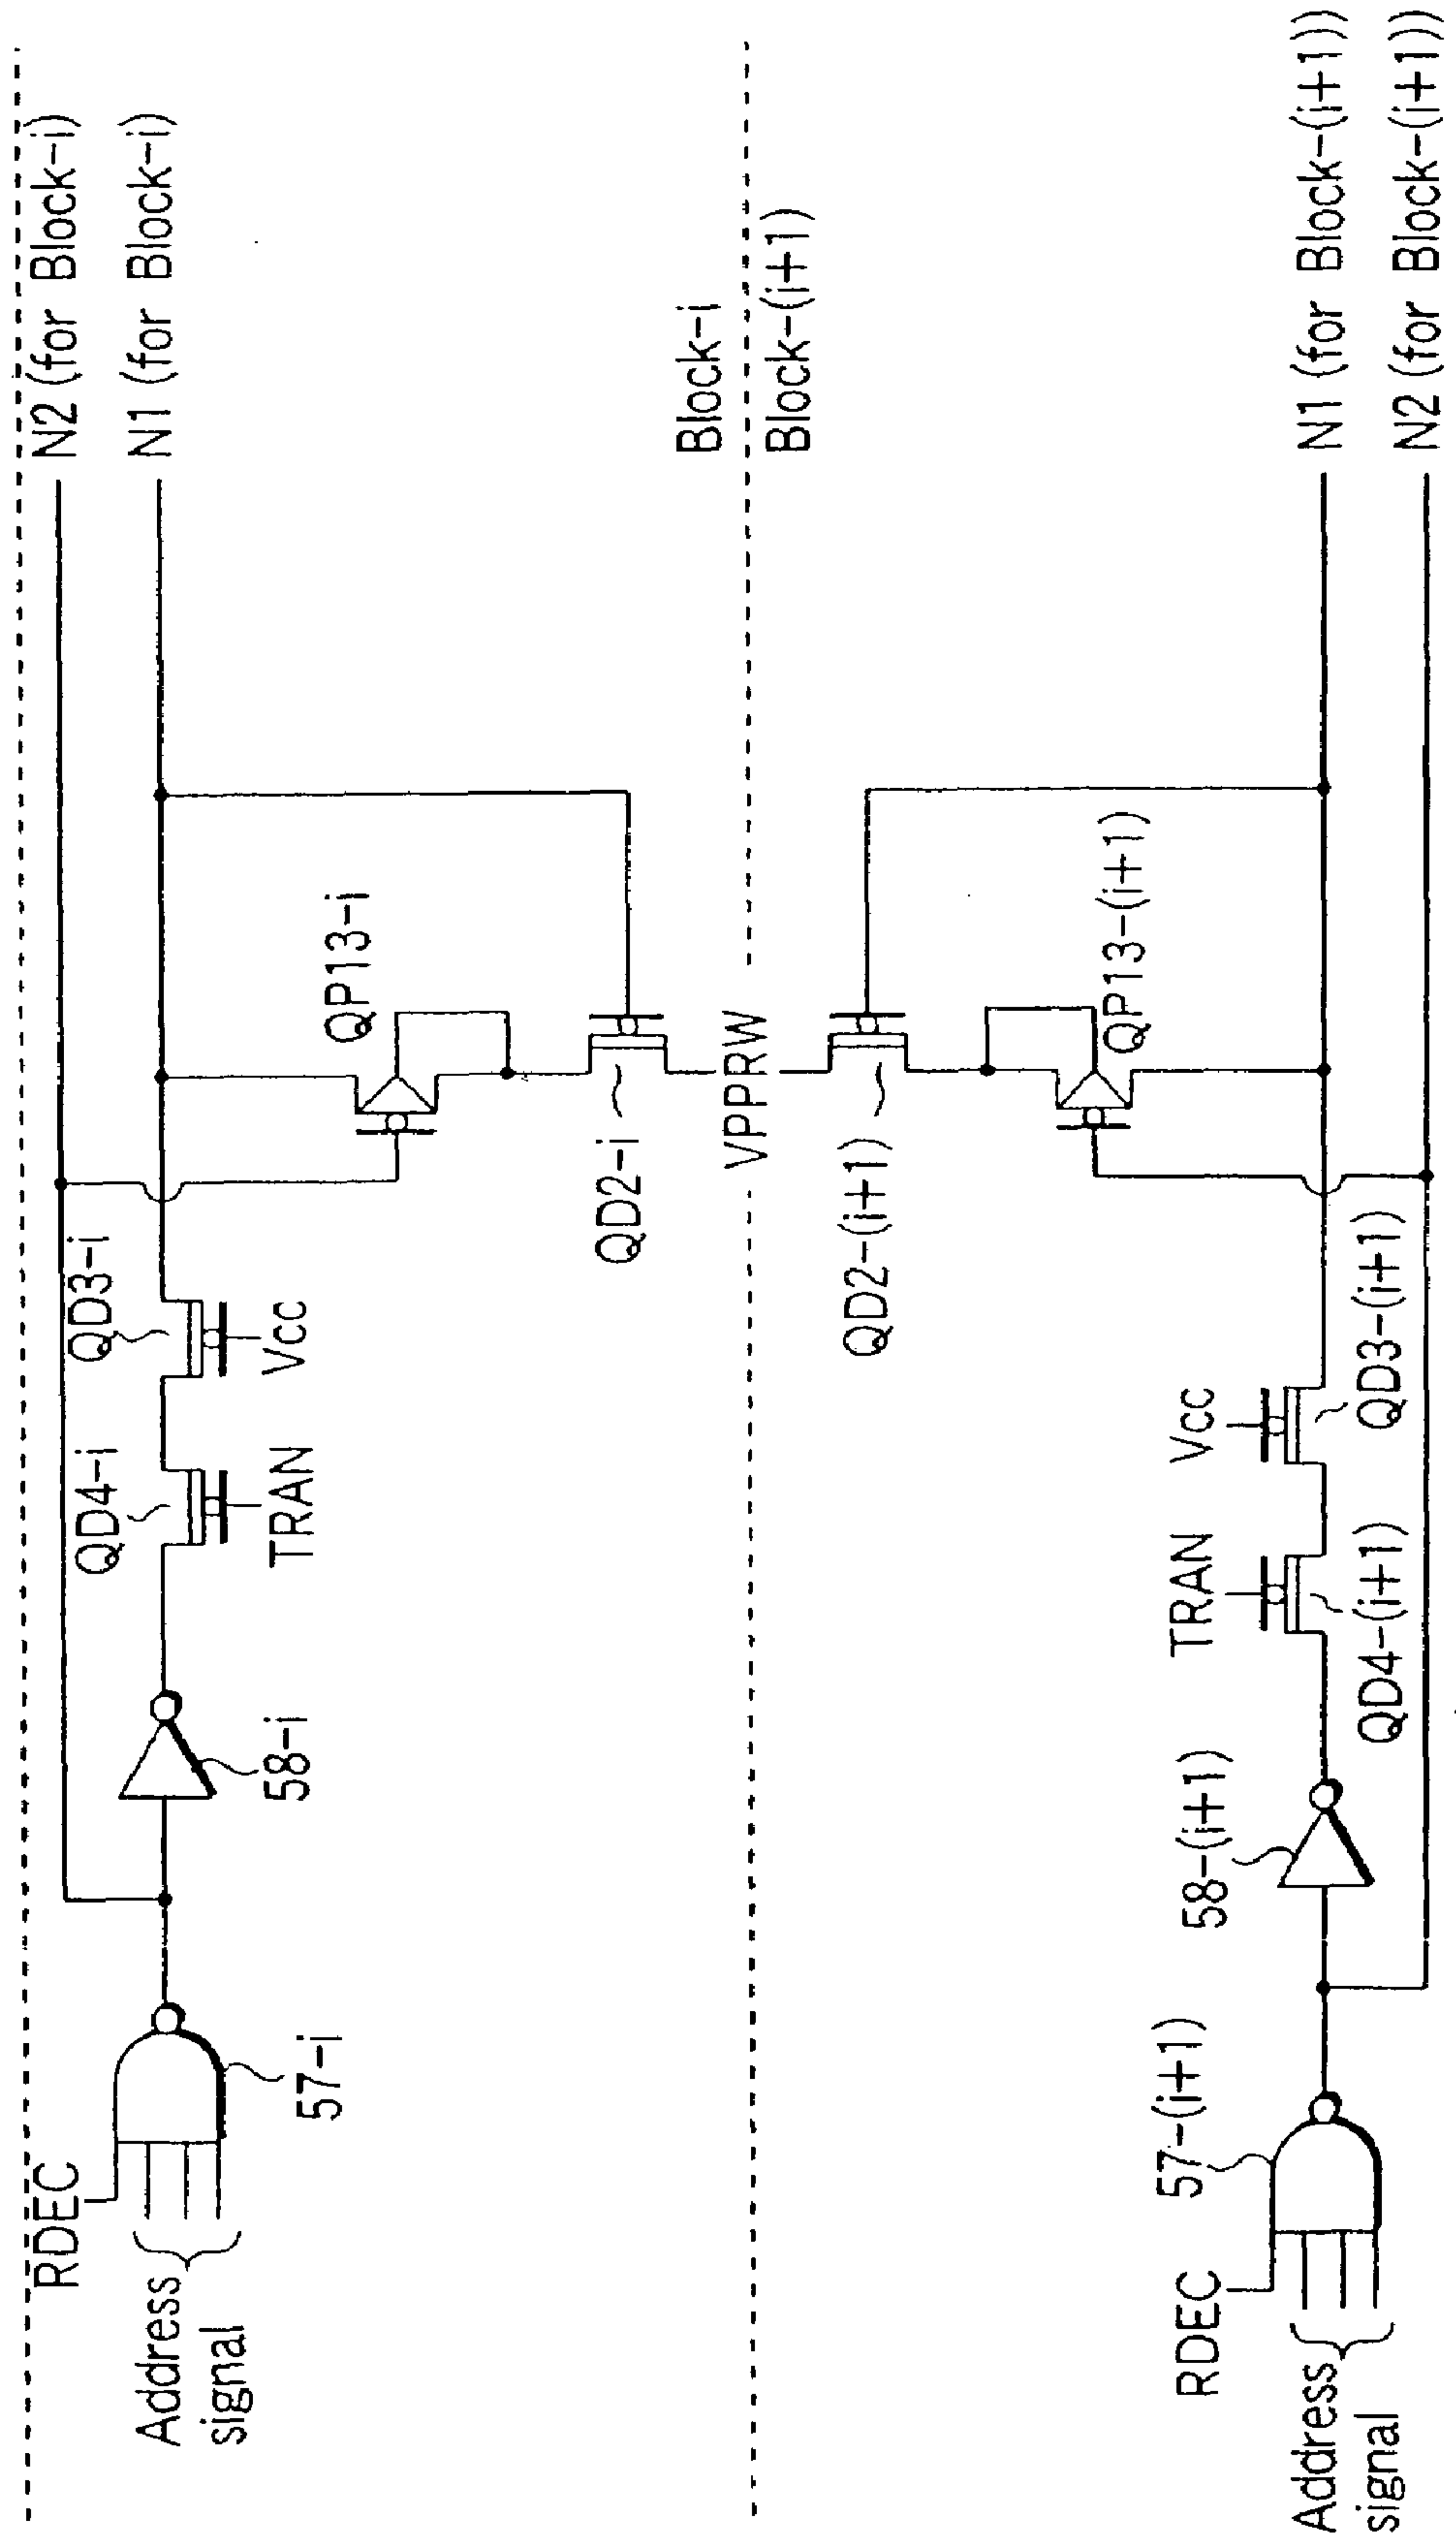 N2 (for Block-i)
N1 (for Block-i)
QP13-i
QD3-i
Vcc
QD4-i
TRAN
58-i
57-i
RDEC
Address
signal
QD2-i
Block-i
VPPRW
Block-(i+1)
QD2-(i+1)
QP13-(i+1)
N1 (for Block-(i+1))
N2 (for Block-(i+1))
Vcc
QD3-(i+1)
TRAN
QD4-(i+1)
58-(i+1)
57-(i+1)
RDEC
Address
signal